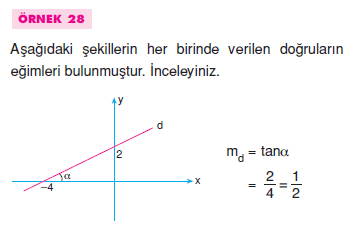 ÖRNEK 28
Aşağıdaki şekillerin her birinde verilen doğruların
eğimleri bulunmuştur. İnceleyiniz.
y
d
2
α
-4
x
m_d = tanα
= 2/4 = 1/2